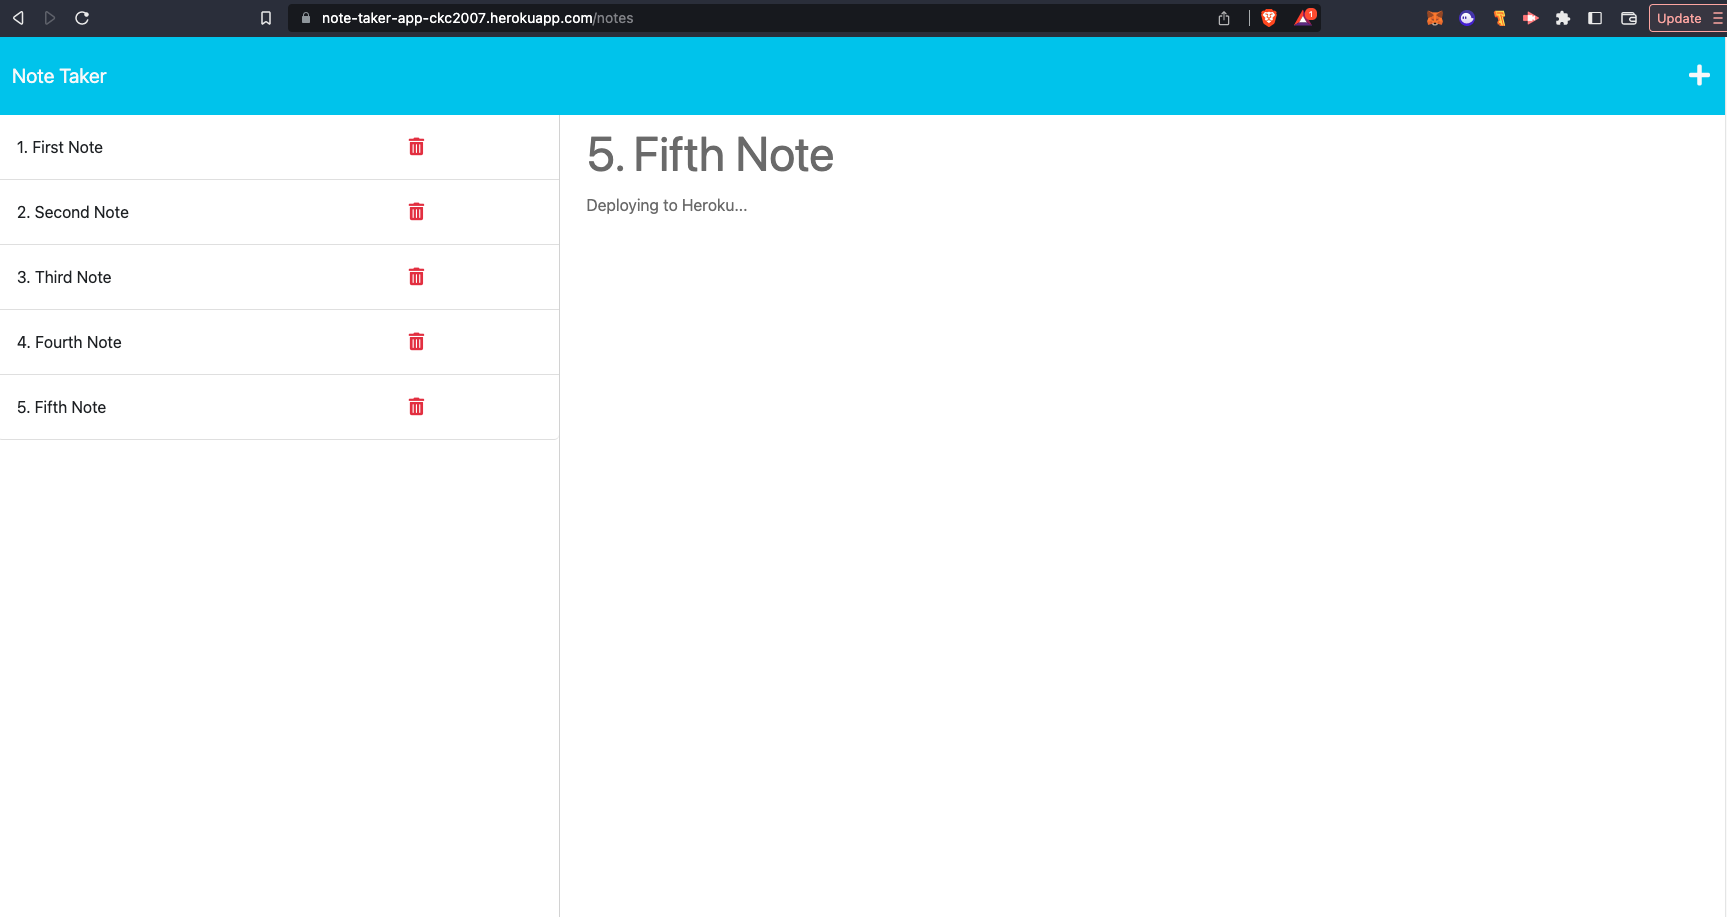 note-taker-app-ckc2007.herokuapp.com/notes
1
Update
Note Taker
1. First Note
2. Second Note
3. Third Note
4. Fourth Note
5. Fifth Note
5. Fifth Note
Deploying to Heroku...